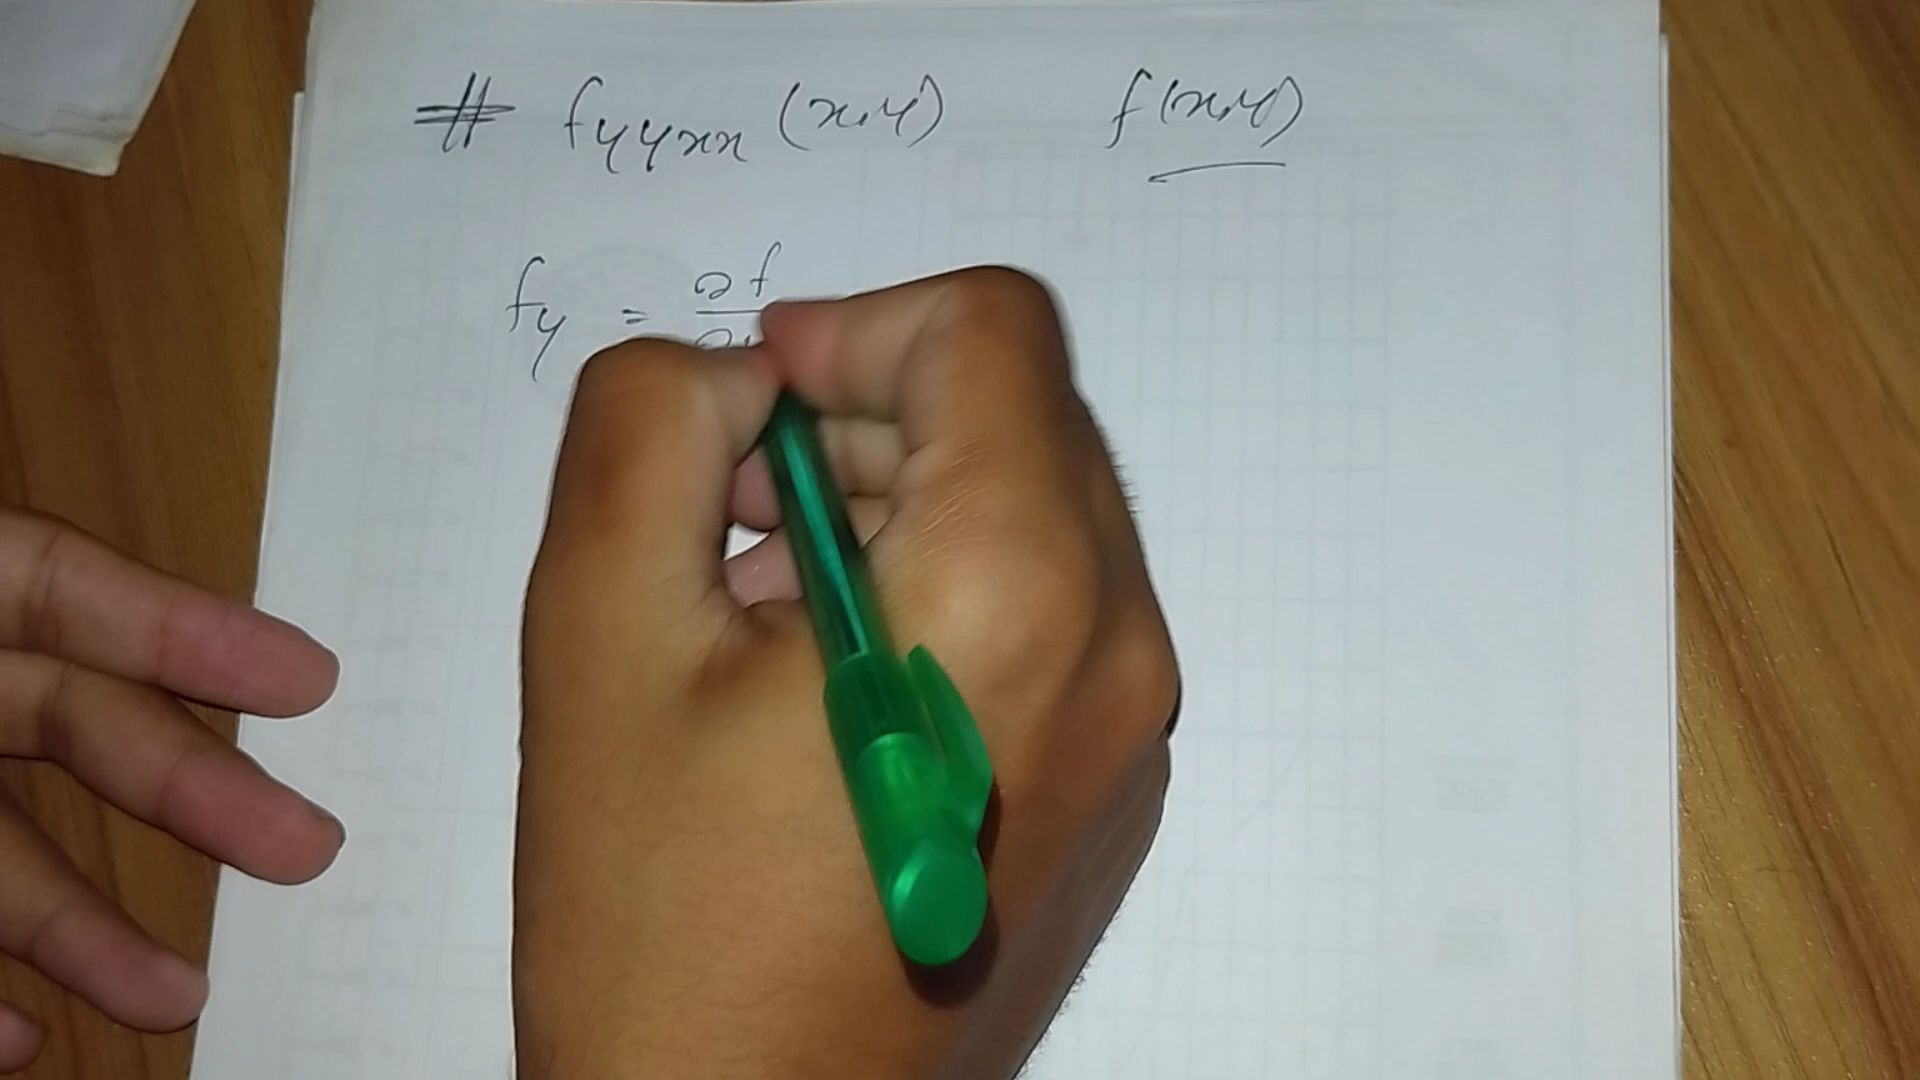 # fyyxx (x,y) f(x,y)
fy = ∂f/∂y